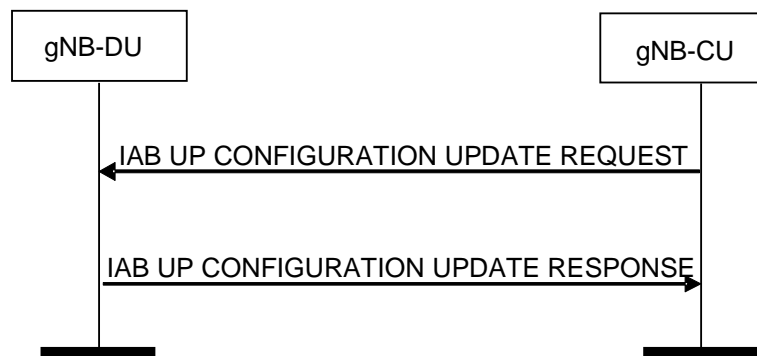 gNB-DU
gNB-CU
IAB UP CONFIGURATION UPDATE REQUEST
IAB UP CONFIGURATION UPDATE RESPONSE